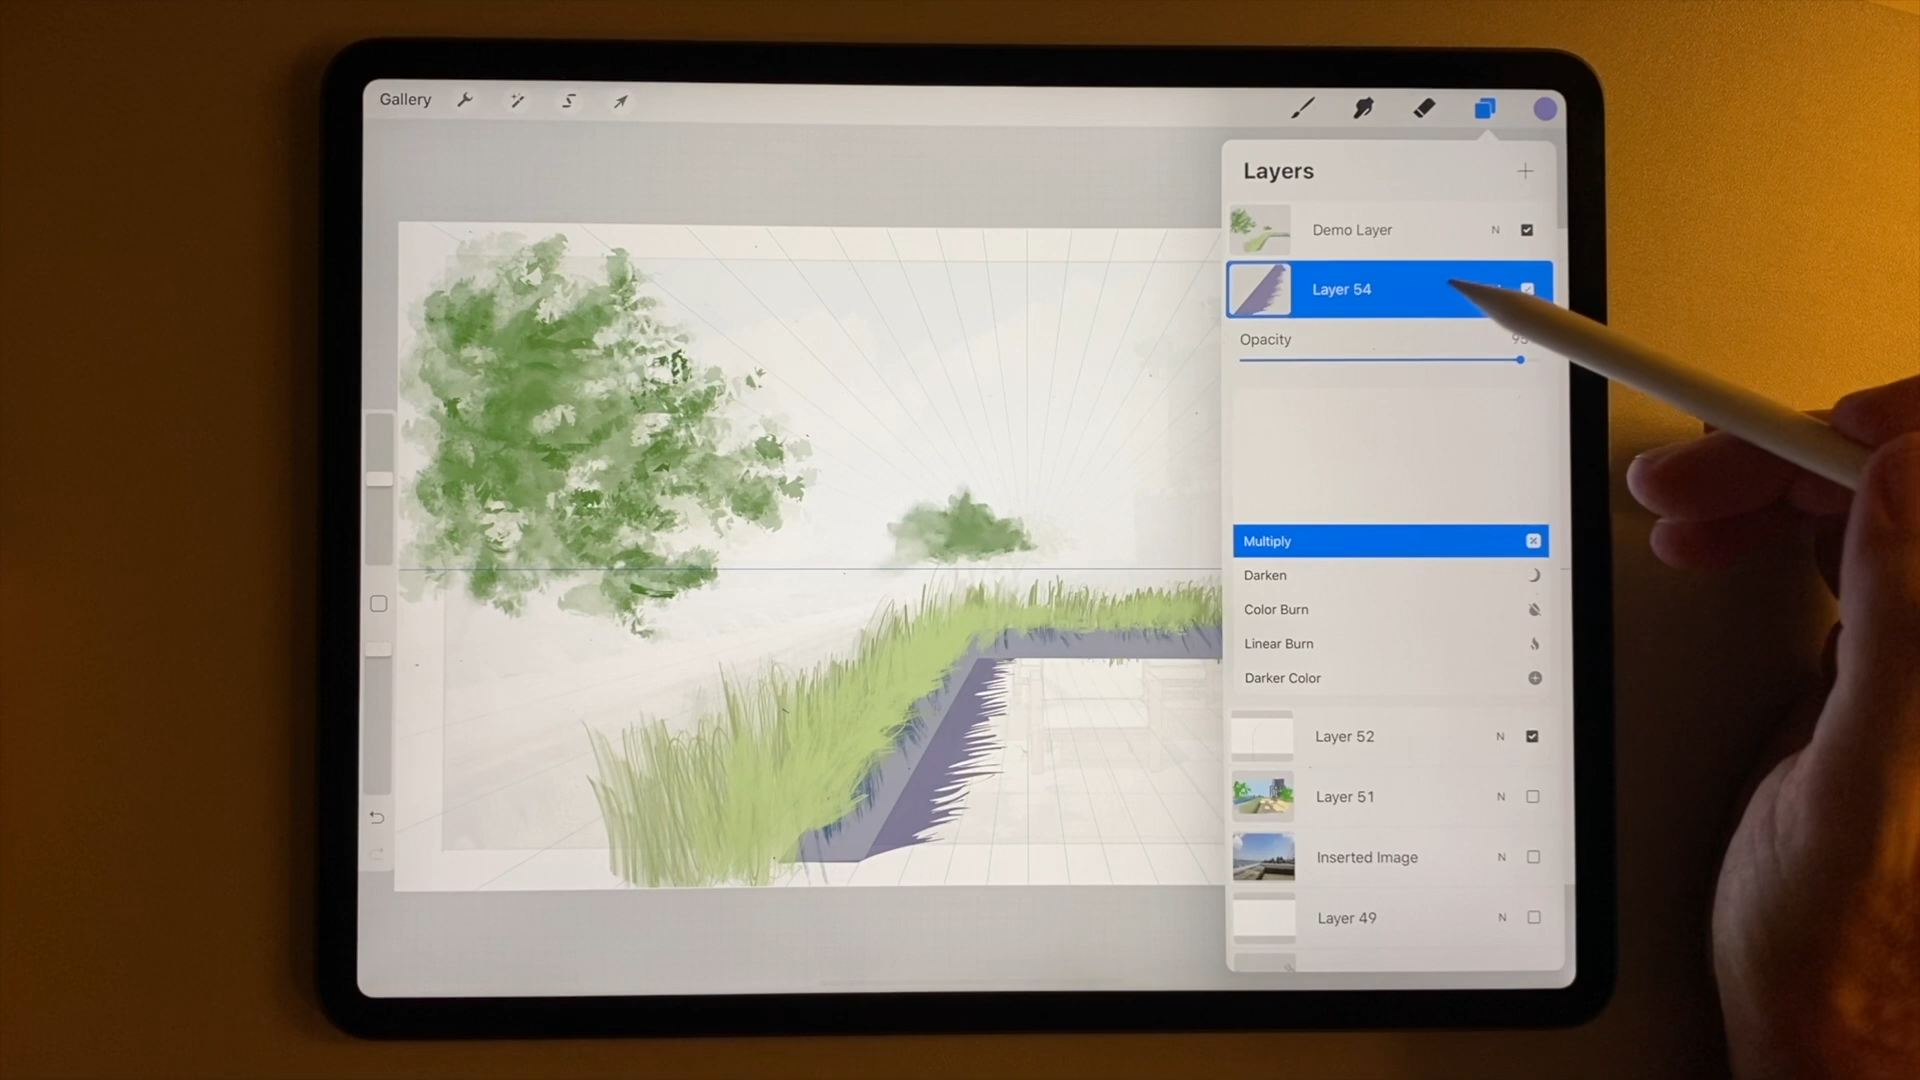 Gallery
Layers
Demo Layer N
Layer 54
Opacity
Multiply
Darken
Color Burn
Linear Burn
Darker Color
Layer 52 N
Layer 51 N
Inserted Image N
Layer 49 N